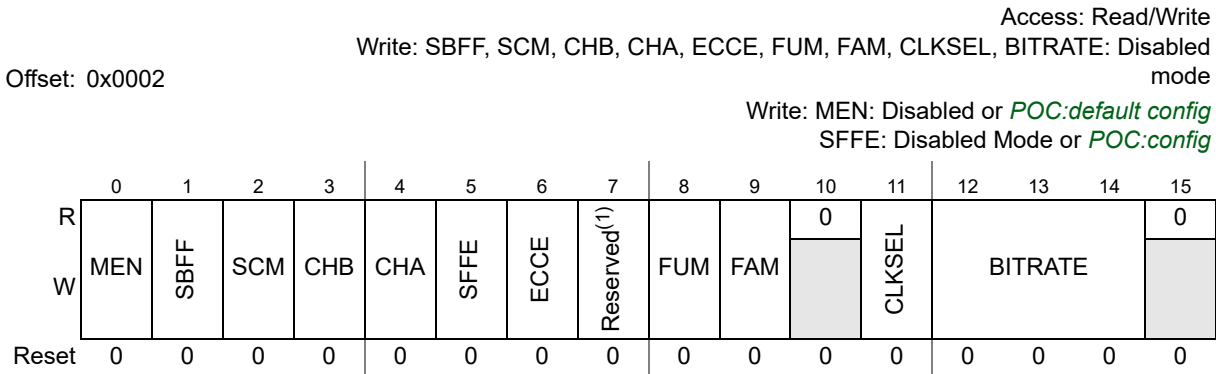 Access: Read/Write
Write: SBFF, SCM, CHB, CHA, ECCE, FUM, FAM, CLKSEL, BITRATE: Disabled
Offset: 0x0002 mode
Write: MEN: Disabled or POC:default config
SFFE: Disabled Mode or POC:config
0 1 2 3 4 5 6 7 8 9 10 11 12 13 14 15
R 0 0
W MEN SBFF SCM CHB CHA SFFE ECCE Reserved(1) FUM FAM CLKSEL BITRATE
Reset 0 0 0 0 0 0 0 0 0 0 0 0 0 0 0 0